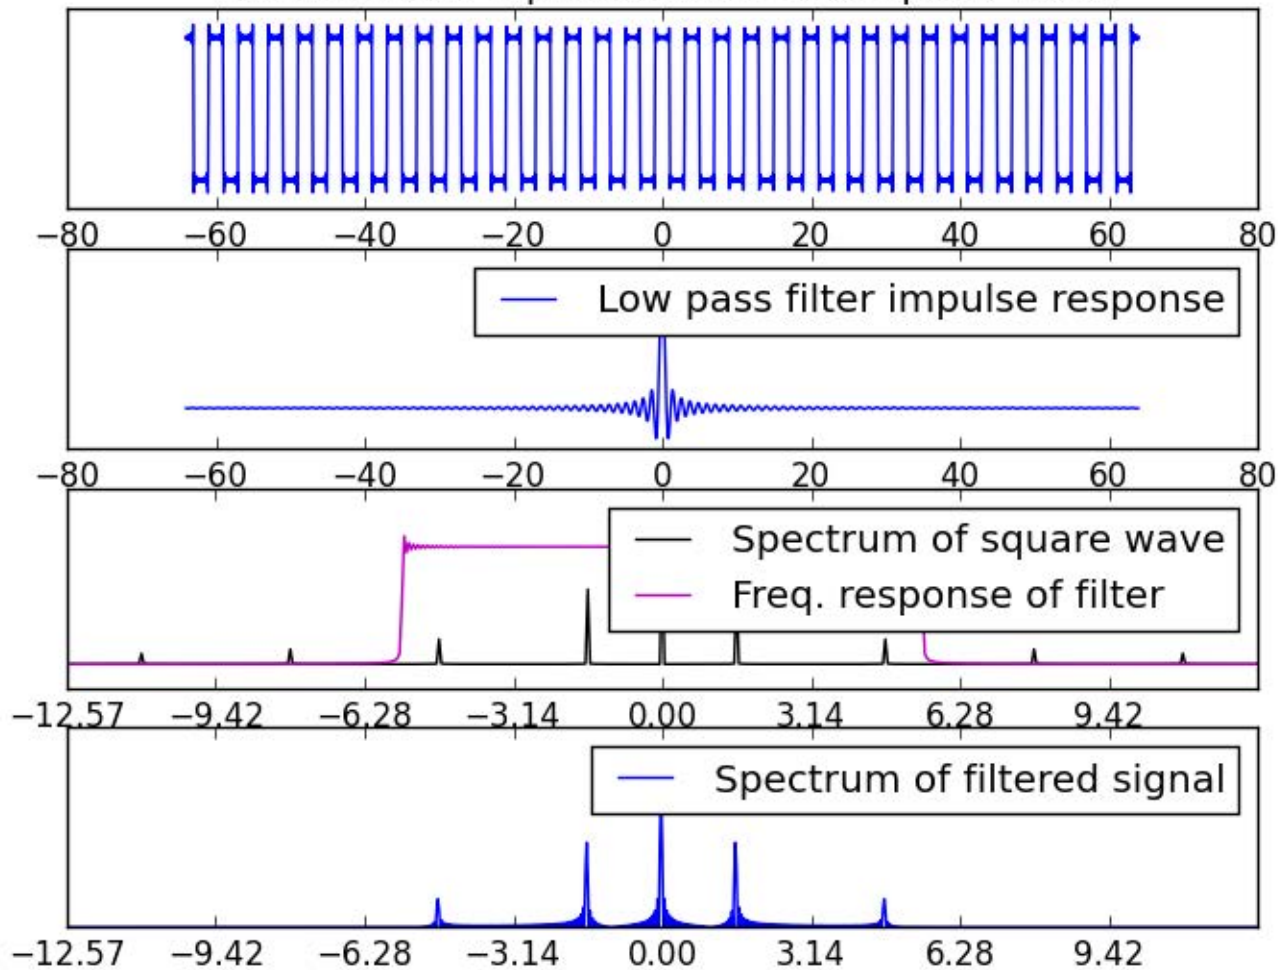 −80 −60 −40 −20 0 20 40 60 80
Low pass filter impulse response
−80 −60 −40 −20 0 20 40 60 80
Spectrum of square wave
Freq. response of filter
−12.57 −9.42 −6.28 −3.14 0.00 3.14 6.28 9.42
Spectrum of filtered signal
−12.57 −9.42 −6.28 −3.14 0.00 3.14 6.28 9.42